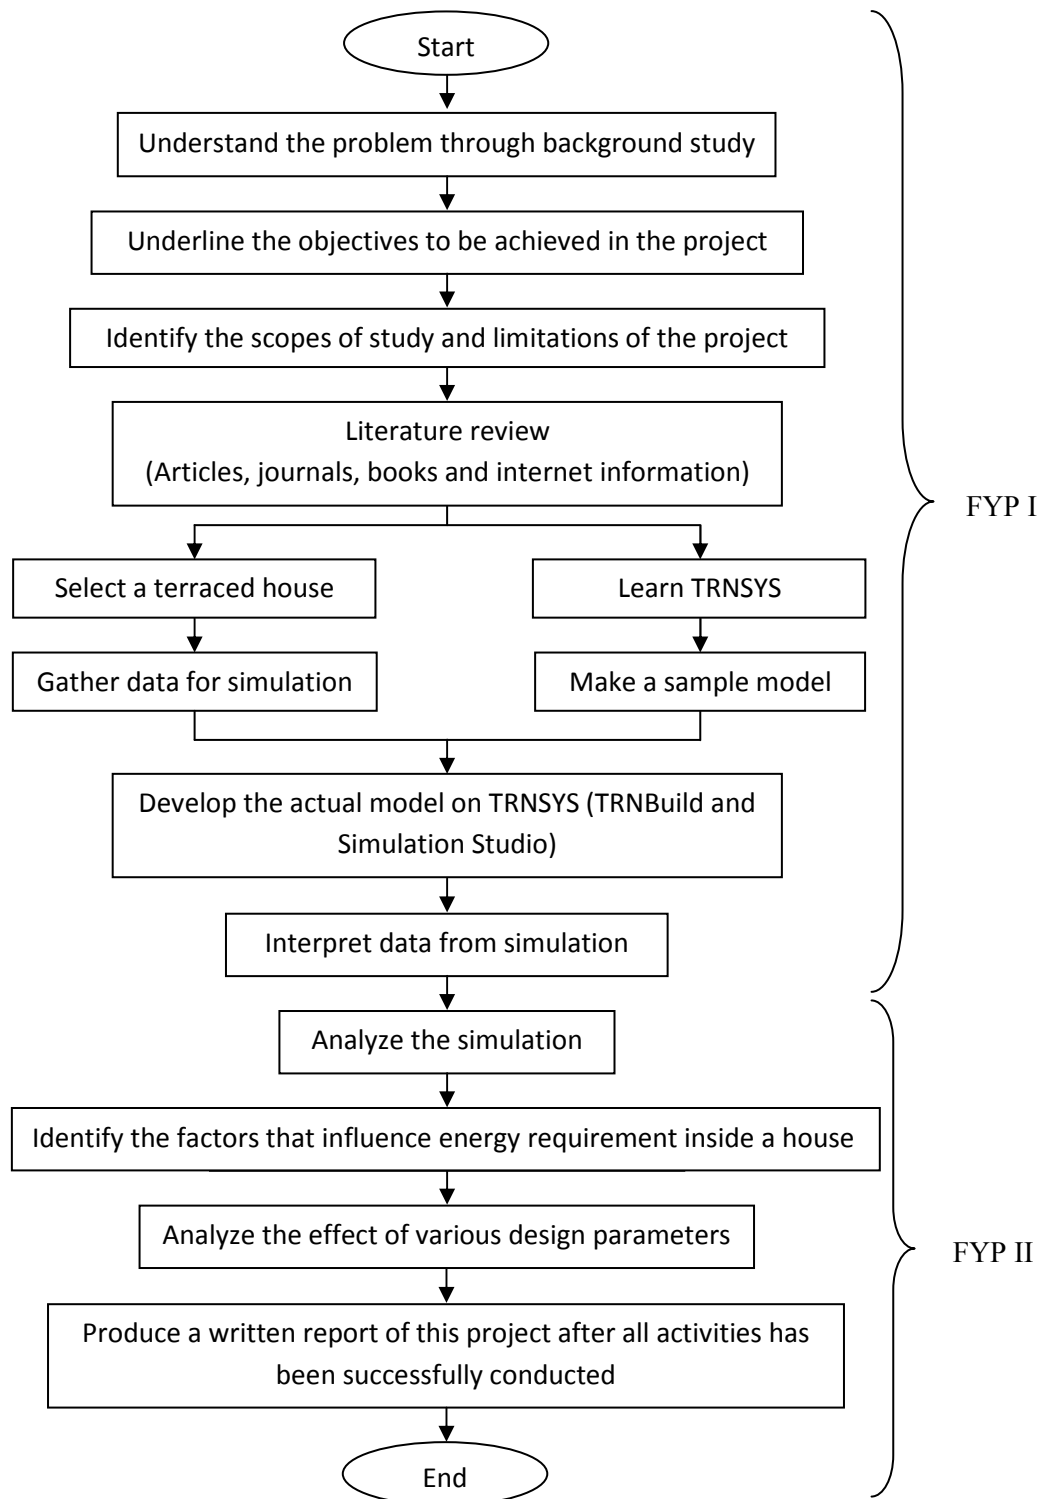 Start
Understand the problem through background study
Underline the objectives to be achieved in the project
Identify the scopes of study and limitations of the project
Literature review
(Articles, journals, books and internet information)
FYP I
Select a terraced house
Learn TRNSYS
Gather data for simulation
Make a sample model
Develop the actual model on TRNSYS (TRNBuild and
Simulation Studio)
Interpret data from simulation
Analyze the simulation
Identify the factors that influence energy requirement inside a house
Analyze the effect of various design parameters
FYP II
Produce a written report of this project after all activities has
been successfully conducted
End